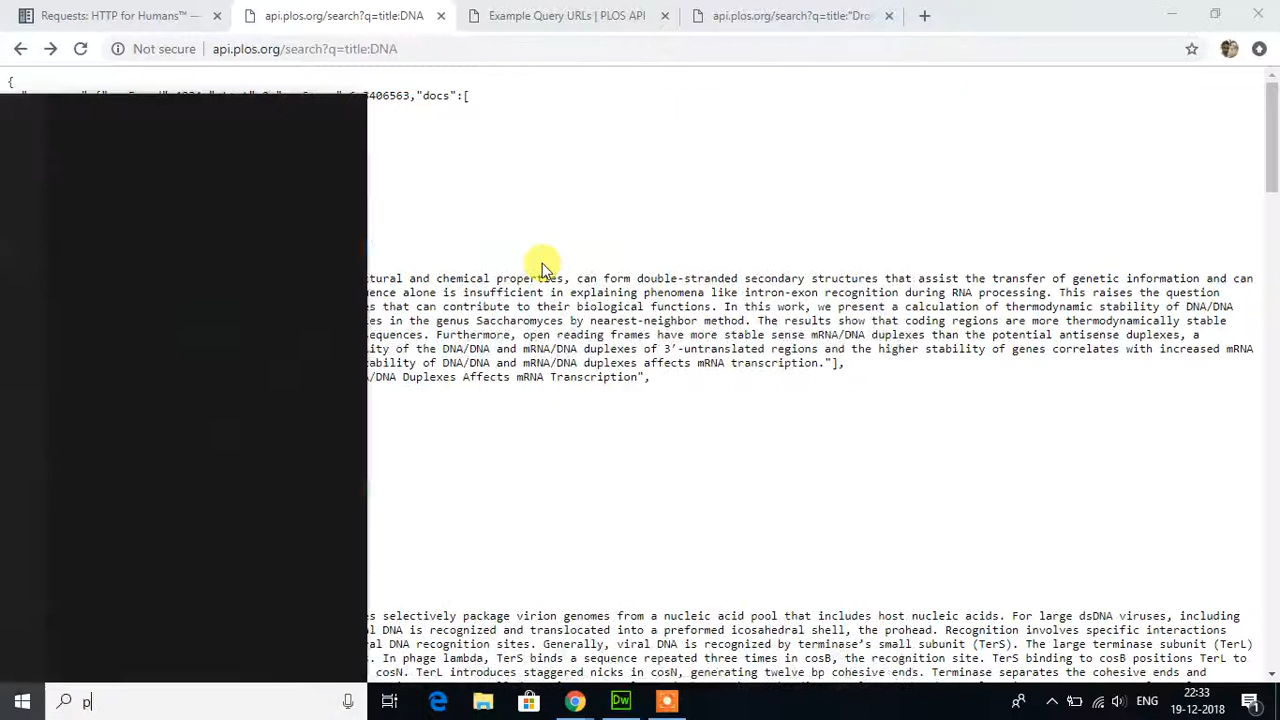 Requests: HTTP for Humans™ —
api.plos.org/search?q=title:DNA
Example Query URLs | PLOS API
api.plos.org/search?q=title:"Dro
Not secure api.plos.org/search?q=title:DNA
{
406563,"docs":[
ctural and chemical properties, can form double-stranded secondary structures that assist the transfer of genetic information and can
ence alone is insufficient in explaining phenomena like intron-exon recognition during RNA processing. This raises the question
es that can contribute to their biological functions. In this work, we present a calculation of thermodynamic stability of DNA/DNA
ies in the genus Saccharomyces by nearest-neighbor method. The results show that coding regions are more thermodynamically stable
sequences. Furthermore, open reading frames have more stable sense mRNA/DNA duplexes than the potential antisense duplexes, a
lity of the DNA/DNA and mRNA/DNA duplexes of 3′-untranslated regions and the higher stability of genes correlates with increased mRNA
tability of DNA/DNA and mRNA/DNA duplexes affects mRNA transcription."],
A/DNA Duplexes Affects mRNA Transcription",
es selectively package virion genomes from a nucleic acid pool that includes host nucleic acids. For large dsDNA viruses, including
l DNA is recognized and translocated into a preformed icosahedral shell, the prohead. Recognition involves specific interactions
ral DNA recognition sites. Generally, viral DNA is recognized by terminase's small subunit (TerS). The large terminase subunit (TerL)
. In phage lambda, TerS binds a sequence repeated three times in cosB, the recognition site. TerS binding to cosB positions TerL to
cosN. TerL introduces staggered nicks in cosN, generating twelve bp cohesive ends. Terminase separates the cohesive ends and
p
Dw
ENG
22:33
19-12-2018
1